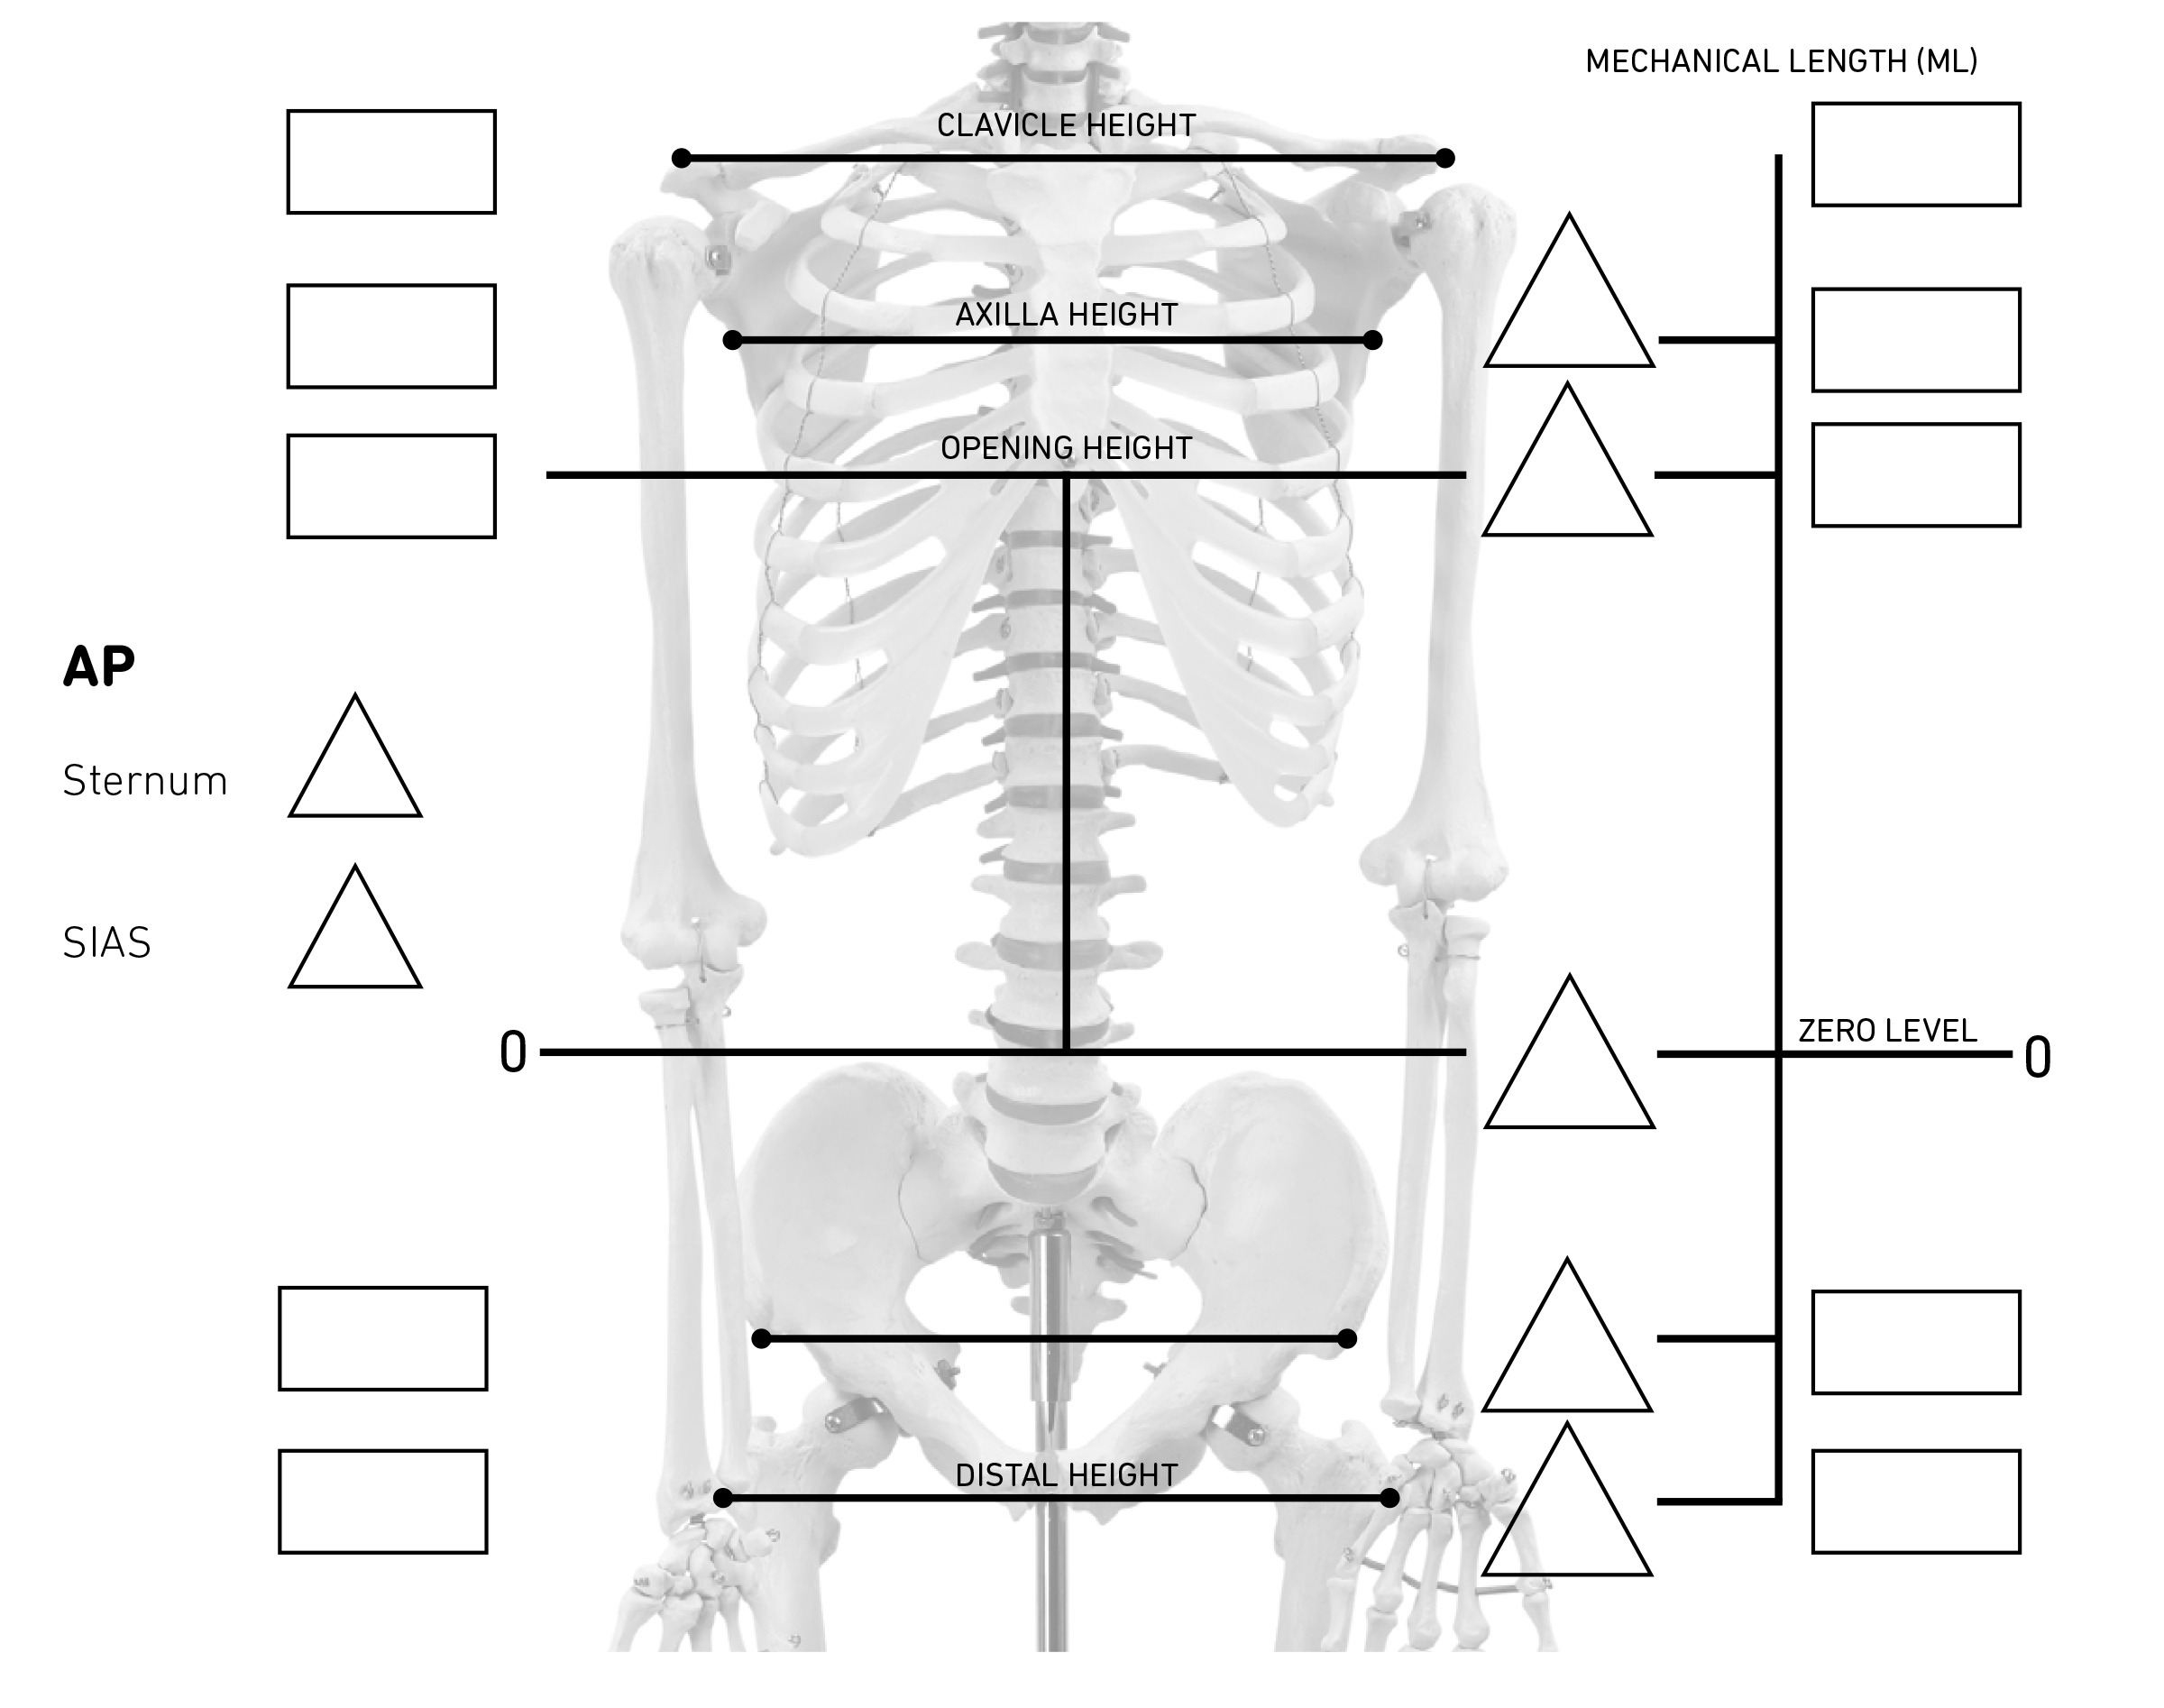 MECHANICAL LENGTH (ML)
CLAVICLE HEIGHT
AXILLA HEIGHT
OPENING HEIGHT
AP
Sternum
SIAS
ZERO LEVEL
0
0
DISTAL HEIGHT